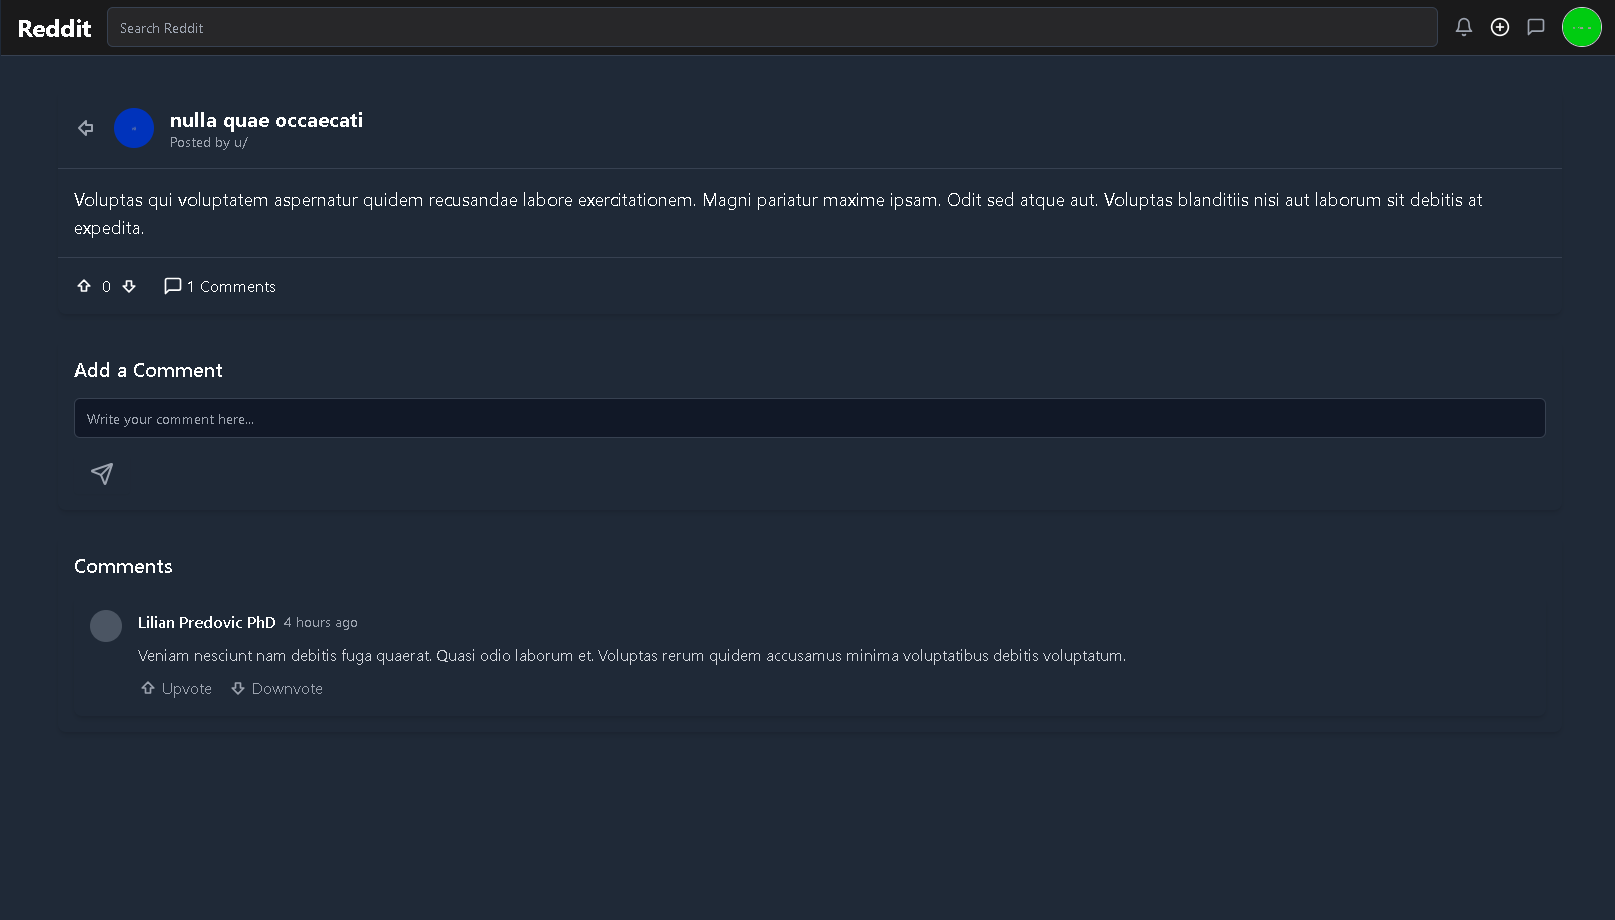 Reddit
Search Reddit
nulla quae occaecati
Posted by u/
Voluptas qui voluptatem aspernatur quidem recusandae labore exercitationem. Magni pariatur maxime ipsam. Odit sed atque aut. Voluptas blanditiis nisi aut laborum sit debitis at
expedita.
0
1 Comments
Add a Comment
Write your comment here...
Comments
Lilian Predovic PhD 4 hours ago
Veniam nesciunt nam debitis fuga quaerat. Quasi odio laborum et. Voluptas rerum quidem accusamus minima voluptatibus debitis voluptatum.
Upvote Downvote